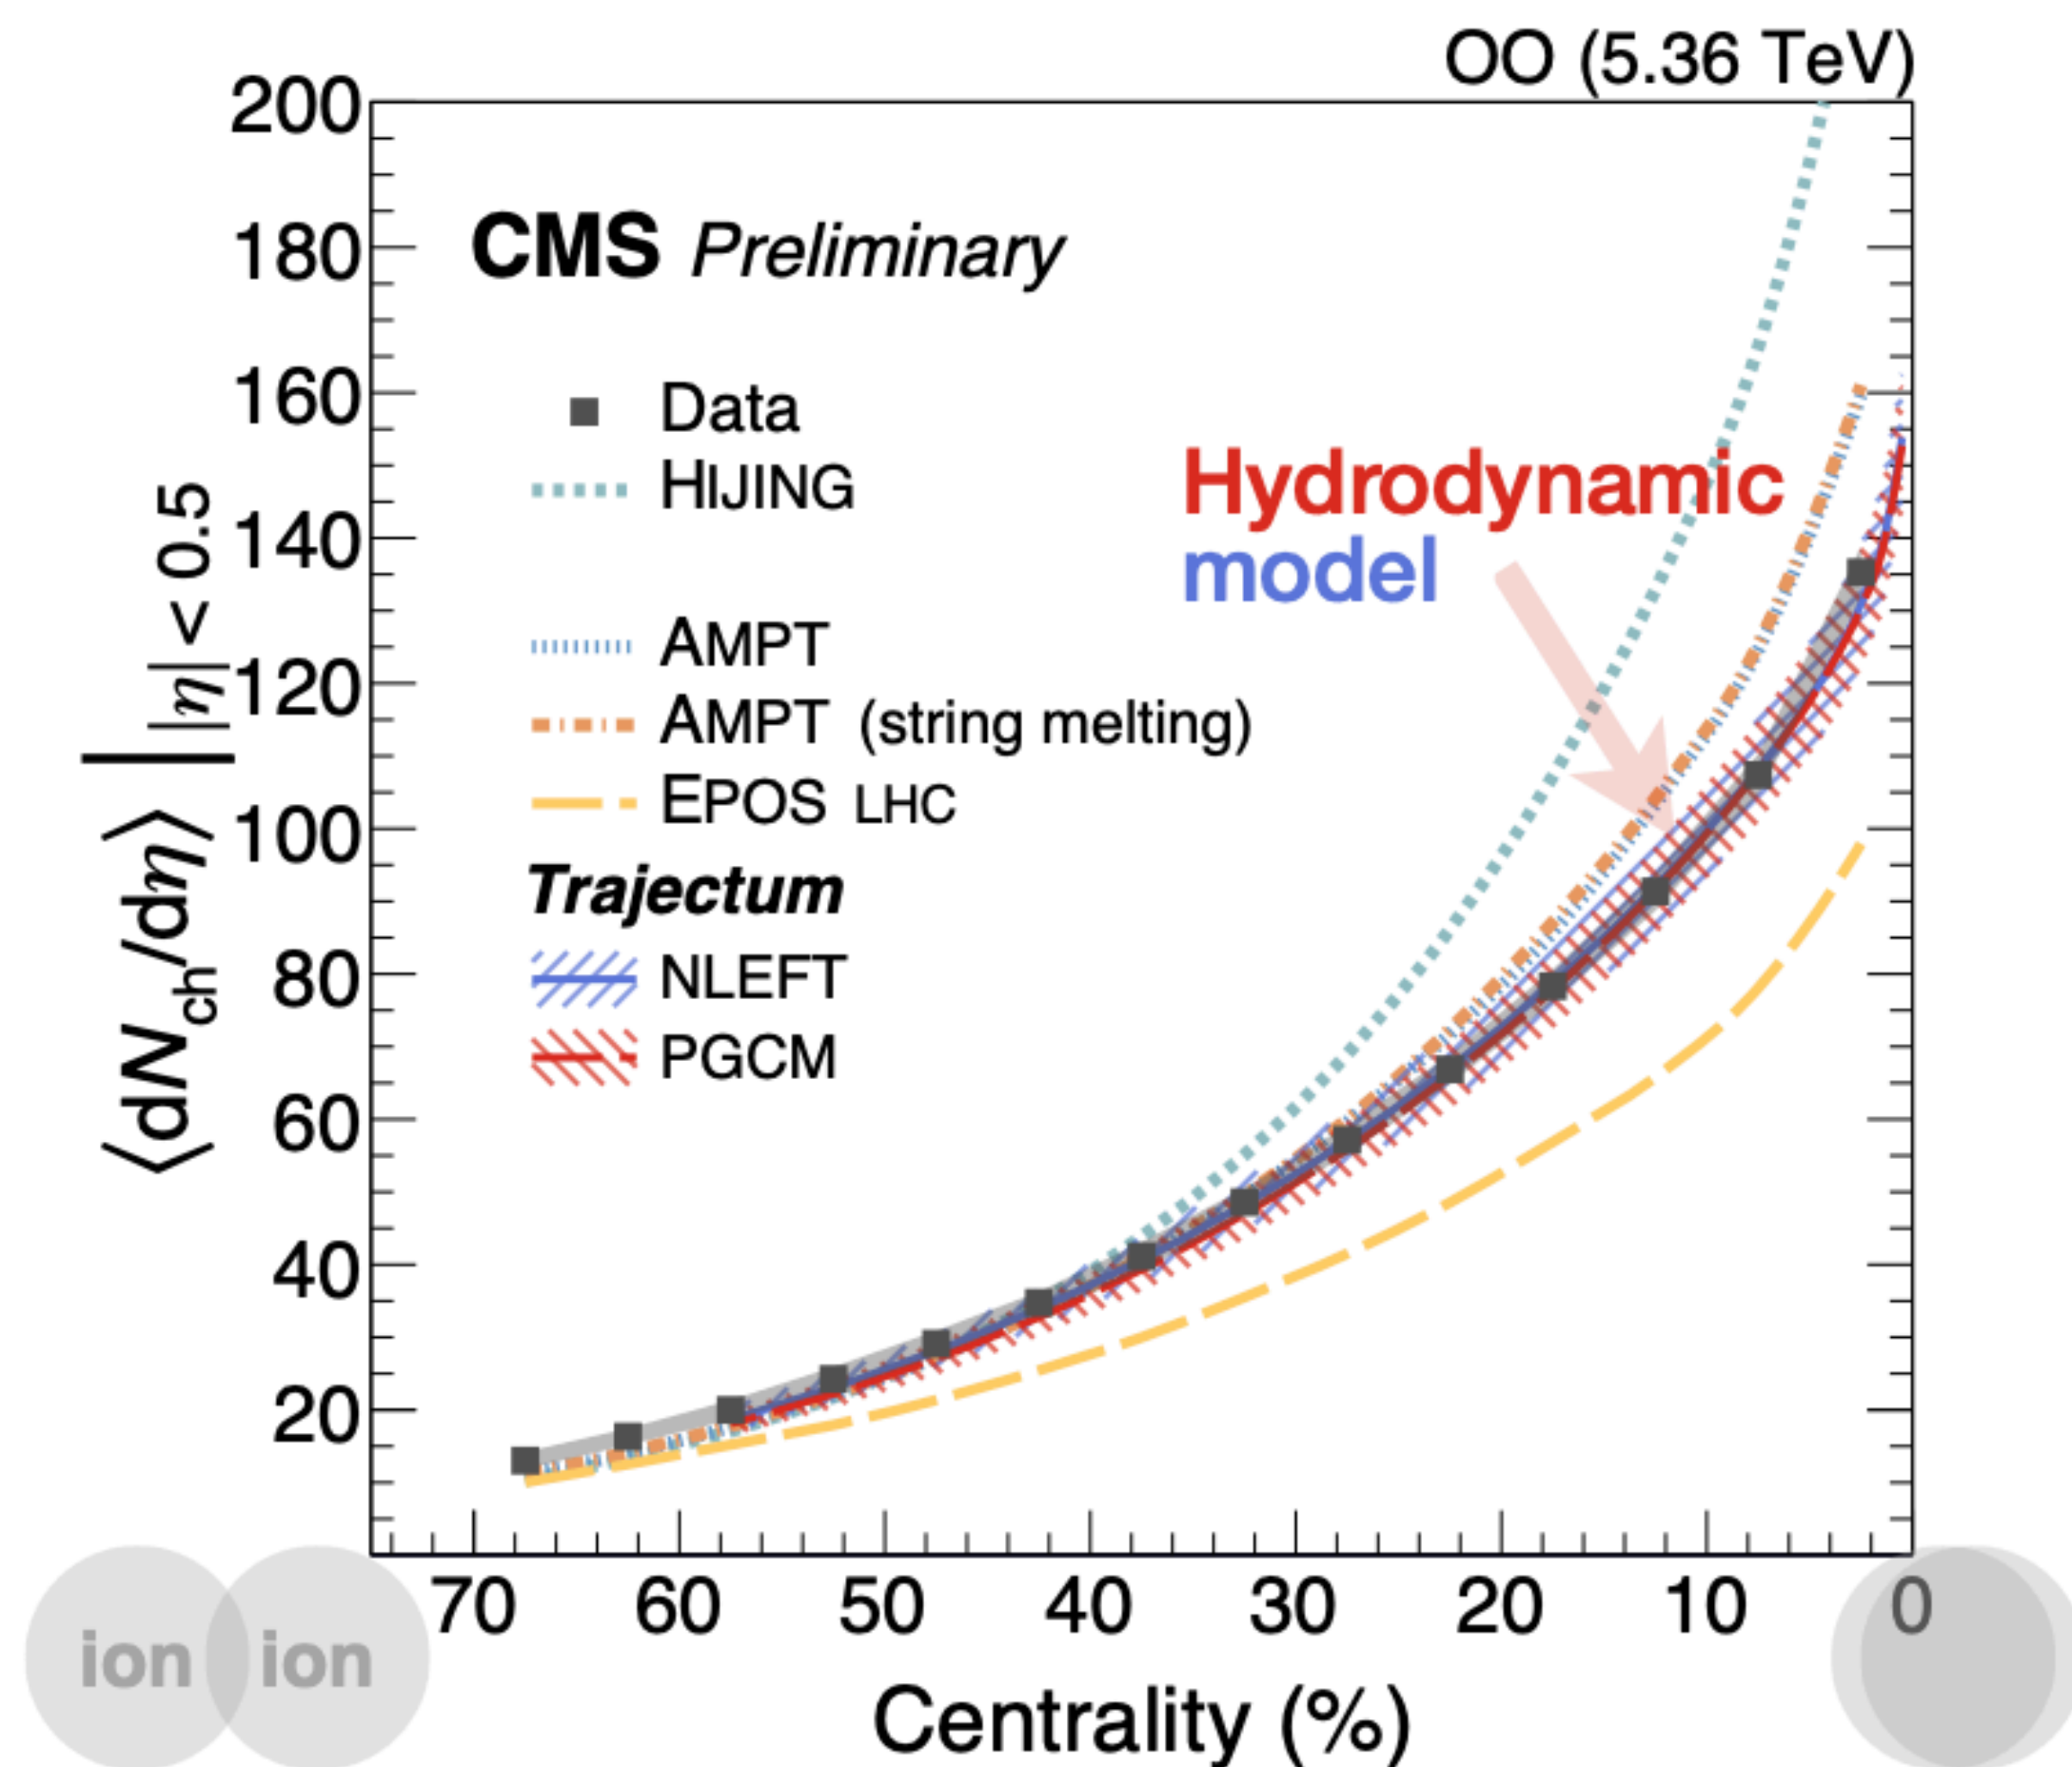 OO (5.36 TeV)
CMS Preliminary
Data
HIJING
AMPT
AMPT (string melting)
EPOS LHC
Trajectum
NLEFT
PGCM
Hydrodynamic
model
⟨dNch/dη⟩||η| < 0.5
200
180
160
140
120
100
80
60
40
20
70 60 50 40 30 20 10 0
ion ion
Centrality (%)